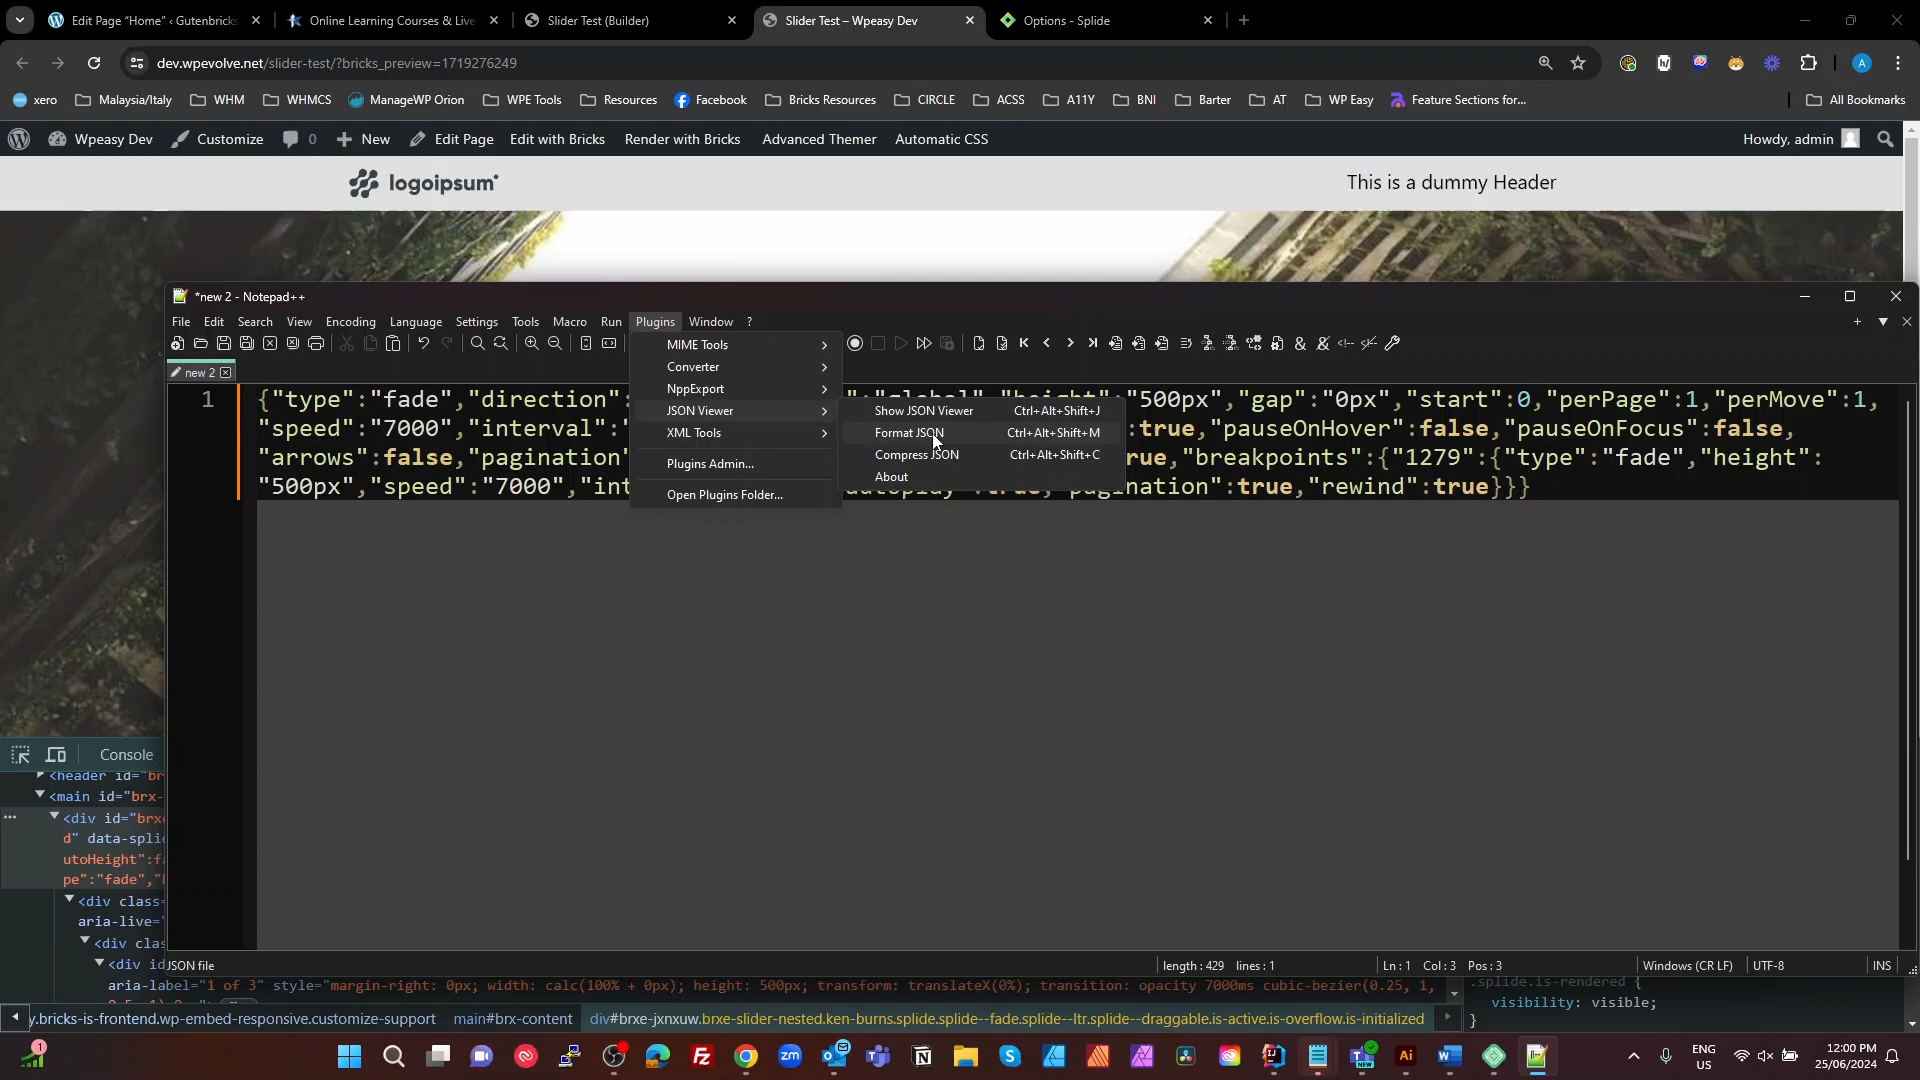 Edit Page “Home” ‹ Gutenbricks
Online Learning Courses & Live
Slider Test (Builder)
Slider Test – Wpeasy Dev
Options - Splide
dev.wpevolve.net/slider-test/?bricks_preview=1719276249
xero
Malaysia/Italy
WHM
WHMCS
ManageWP Orion
WPE Tools
Resources
Facebook
Bricks Resources
CIRCLE
ACSS
A11Y
BNI
Barter
AT
WP Easy
Feature Sections for...
All Bookmarks
Wpeasy Dev
Customize
0
New
Edit Page
Edit with Bricks
Render with Bricks
Advanced Themer
Automatic CSS
Howdy, admin
logoipsum
This is a dummy Header
*new 2 - Notepad++
File Edit Search View Encoding Language Settings Tools Macro Run Plugins Window ?
new 2
MIME Tools
Converter
NppExport
JSON Viewer
XML Tools
Plugins Admin...
Open Plugins Folder...
Show JSON Viewer Ctrl+Alt+Shift+J
Format JSON Ctrl+Alt+Shift+M
Compress JSON Ctrl+Alt+Shift+C
About
1
{"type":"fade","direction": "height":"500px","gap":"0px","start":0,"perPage":1,"perMove":1,
"speed":"7000","interval":" :true,"pauseOnHover":false,"pauseOnFocus":false,
"arrows":false,"pagination" rue,"breakpoints":{"1279":{"type":"fade","height":
"500px","speed":"7000","int "pagination":true,"rewind":true}}}
Console
<header id="br
<main id="brx-
<div id="brx
d" data-spli
utoHeight":fa
pe":"fade","
<div class=
aria-live="
<div clas
<div id
aria-label="1 of 3" style="margin-right: 0px; width: calc(100% + 0px); height: 500px; transform: translateX(0%); transition: opacity 7000ms cubic-bezier(0.25, 1,
.splide.is-rendered {
visibility: visible;
}
JSON file
length : 429 lines : 1
Ln : 1 Col : 3 Pos : 3
Windows (CR LF)
UTF-8
INS
y.bricks-is-frontend.wp-embed-responsive.customize-support
main#brx-content
div#brxe-jxnxuw.brxe-slider-nested.ken-burns.splide.splide--fade.splide--ltr.splide--draggable.is-active.is-overflow.is-initialized
1
ENG
US
12:00 PM
25/06/2024